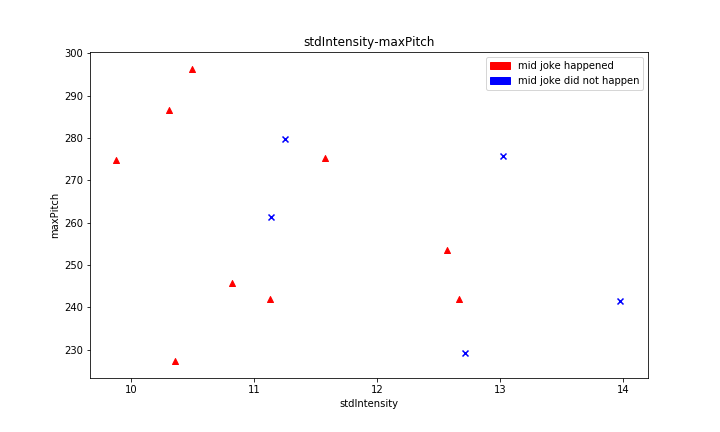 stdIntensity-maxPitch
mid joke happened
mid joke did not happen
300
290
280
270
260
250
240
230
maxPitch
10 11 12 13 14
stdIntensity